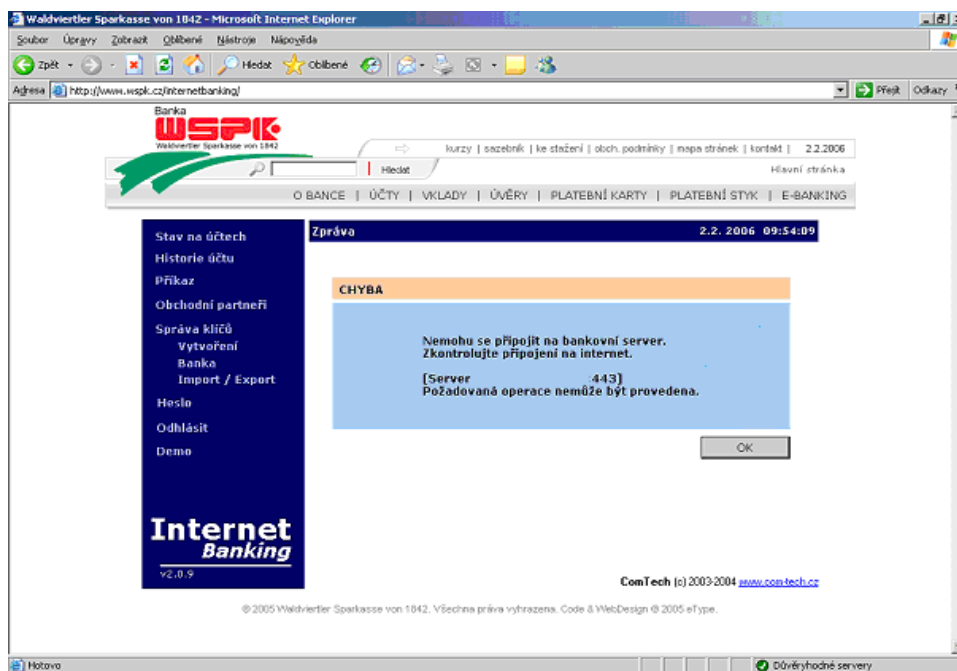 Waldviertler Sparkasse von 1842 - Microsoft Internet Explorer
Soubor Úpravy Zobrazit Oblíbené Nástroje Nápověda
Zpět Hledat Oblíbené
Adresa http://www.wspk.cz/internetbanking/ Přejít Odkazy
Banka
WSPK
Waldviertler Sparkasse von 1842
kurzy | sazebník | ke stažení | obch. podmínky | mapa stránek | kontakt | 2.2.2006
Hledat Hlavní stránka
O BANCE | ÚČTY | VKLADY | ÚVĚRY | PLATEBNÍ KARTY | PLATEBNÍ STYK | E-BANKING
Stav na účtech
Historie účtu
Příkaz
Obchodní partneři
Správa klíčů
Vytvoření
Banka
Import / Export
Heslo
Odhlásit
Demo
Internet
Banking
v2.0.9
Zpráva 2.2. 2006 09:54:09
CHYBA
Nemohu se připojit na bankovní server.
Zkontrolujte připojení na internet.
[Server :443]
Požadovaná operace nemůže být provedena.
OK
ComTech (c) 2003-2004 www.com-tech.cz
© 2005 Waldviertler Sparkasse von 1842. Všechna práva vyhrazena. Code & WebDesign © 2005 eType.
Hotovo Důvěryhodné servery